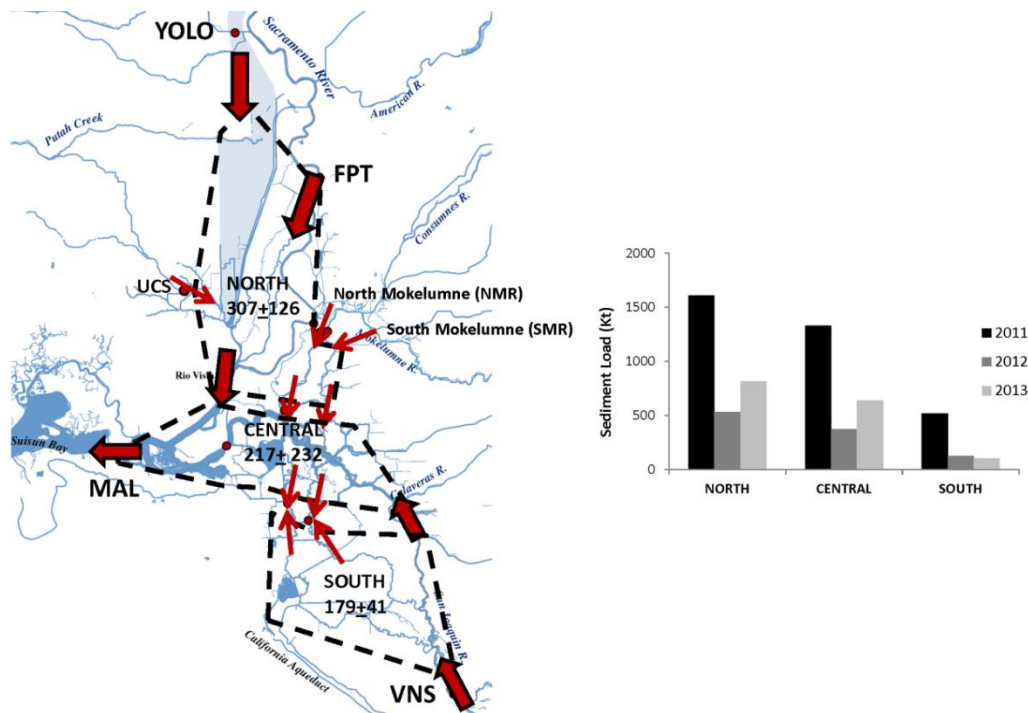 YOLO
Sacramento River
American R.
Putah Creek
FPT
Consumnes R.
UCS
NORTH
307+126
North Mokelumne (NMR)
South Mokelumne (SMR)
Mokelumne R.
Rio Vista
CENTRAL
217+ 232
Suisun Bay
MAL
Calaveras R.
SOUTH
179+41
San Joaquin R.
California Aqueduct
VNS
Sediment Load (Kt)
2000
1500
1000
500
0
NORTH
CENTRAL
SOUTH
2011
2012
2013